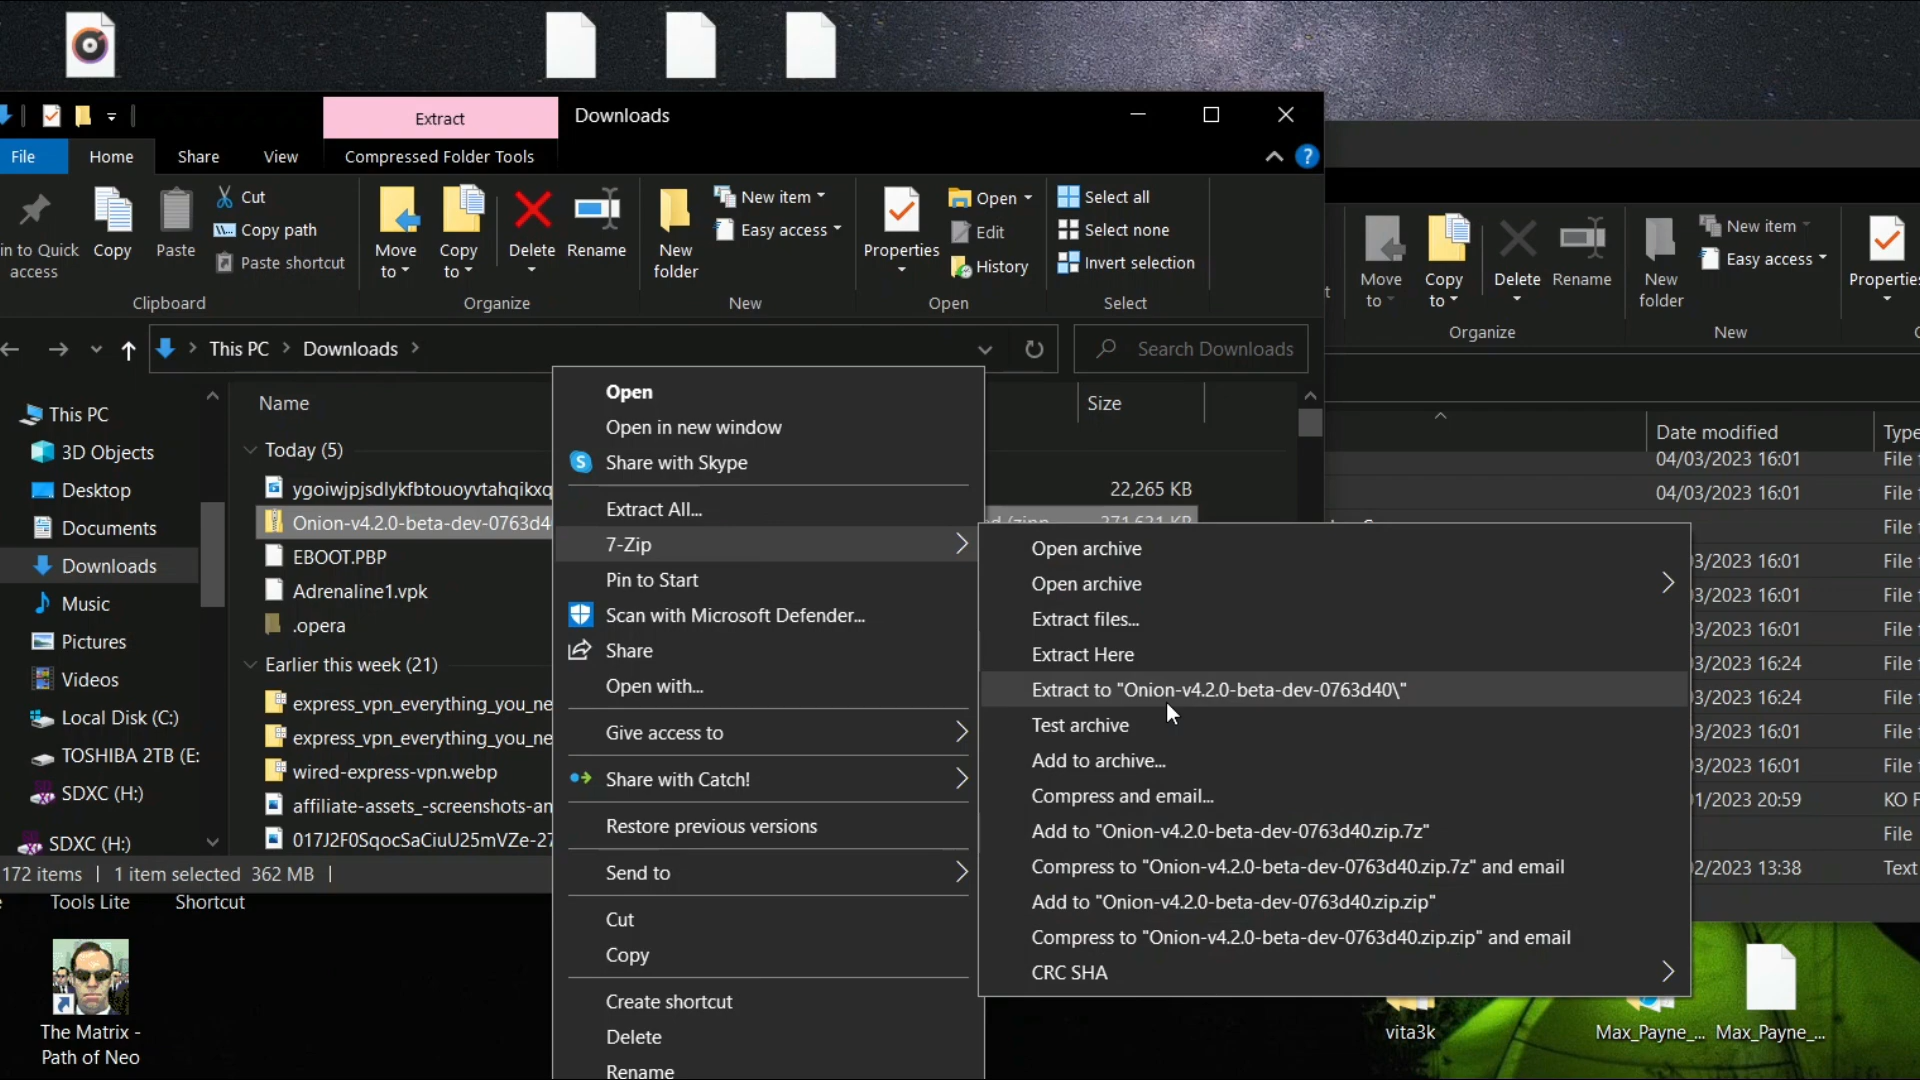 Extract
Downloads
File
Home
Share
View
Compressed Folder Tools
in to Quick
access
Copy
Paste
Cut
Copy path
Paste shortcut
Clipboard
Move
to
Copy
to
Delete
Rename
Organize
New
folder
New item
Easy access
New
Properties
Open
Edit
History
Open
Select all
Select none
Invert selection
Select
Move
to
Copy
to
Delete
Rename
Organize
New
folder
New item
Easy access
New
Properties
This PC
Downloads
Search Downloads
This PC
3D Objects
Desktop
Documents
Downloads
Music
Pictures
Videos
Local Disk (C:)
TOSHIBA 2TB (E:
SDXC (H:)
SDXC (H:)
Name
Size
Today (5)
ygoiwjpjsdlykfbtouoyvtahqikxq
22,265 KB
Onion-v4.2.0-beta-dev-0763d4
EBOOT.PBP
Adrenaline1.vpk
.opera
Earlier this week (21)
express_vpn_everything_you_ne
express_vpn_everything_you_ne
wired-express-vpn.webp
affiliate-assets_-screenshots-an
017J2F0SqocSaCiuU25mVZe-27
172 items
1 item selected 362 MB
Open
Open in new window
Share with Skype
Extract All...
7-Zip
Pin to Start
Scan with Microsoft Defender...
Share
Open with...
Give access to
Share with Catch!
Restore previous versions
Send to
Cut
Copy
Create shortcut
Delete
Rename
Open archive
Open archive
Extract files...
Extract Here
Extract to "Onion-v4.2.0-beta-dev-0763d40\"
Test archive
Add to archive...
Compress and email...
Add to "Onion-v4.2.0-beta-dev-0763d40.zip.7z"
Compress to "Onion-v4.2.0-beta-dev-0763d40.zip.7z" and email
Add to "Onion-v4.2.0-beta-dev-0763d40.zip.zip"
Compress to "Onion-v4.2.0-beta-dev-0763d40.zip.zip" and email
CRC SHA
Date modified
Type
04/03/2023 16:01
File
04/03/2023 16:01
File
File
3/2023 16:01
File
3/2023 16:01
File
3/2023 16:01
File
3/2023 16:24
File
3/2023 16:24
File
3/2023 16:01
File
3/2023 16:01
File
1/2023 20:59
KO F
File
2/2023 13:38
Text
Tools Lite
Shortcut
The Matrix -
Path of Neo
vita3k
Max_Payne_...
Max_Payne_...